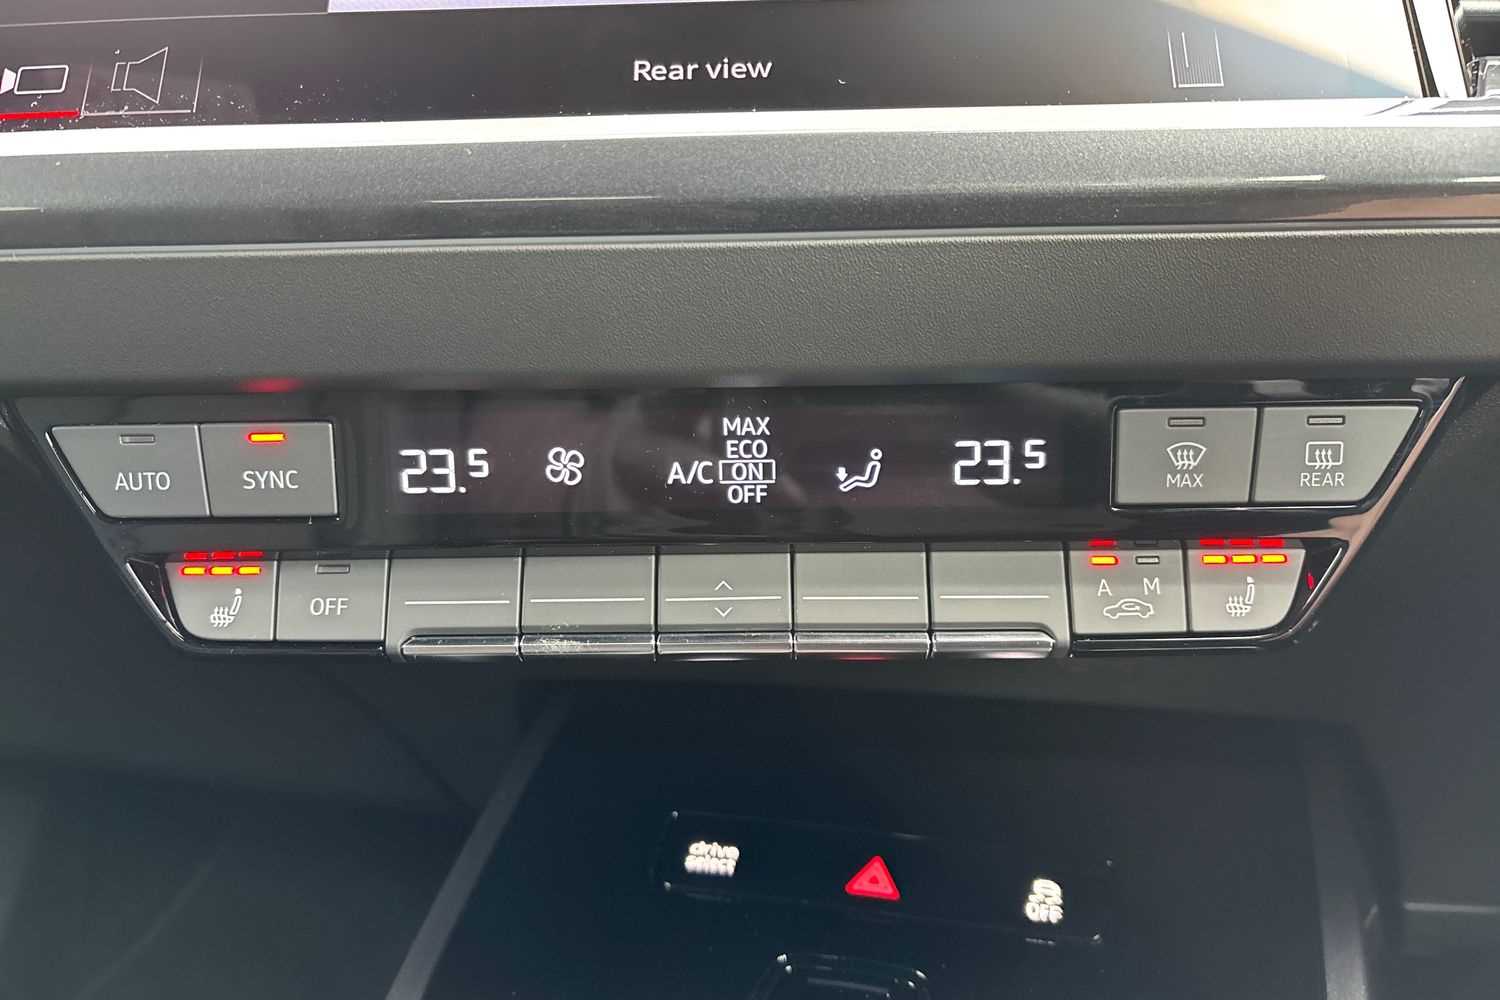 Rear view
AUTO
SYNC
23.5
A/C
MAX
ECO
ON
OFF
23.5
MAX
REAR
OFF
A M
drive
select
OFF